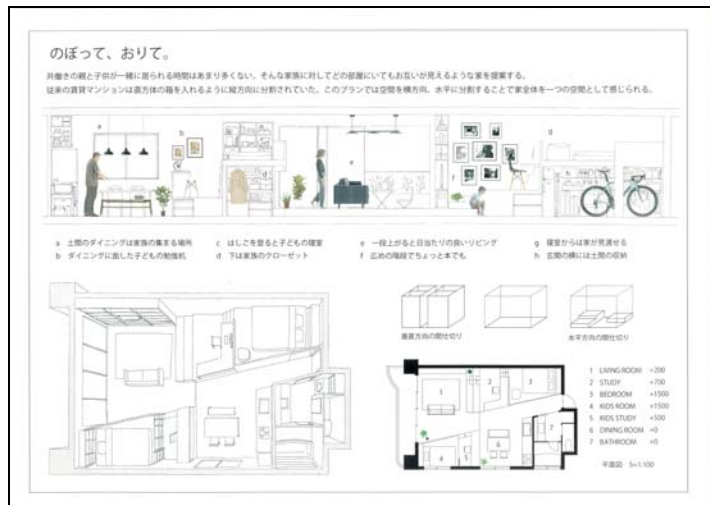 のぼって、おりて。
共働きの親と子供が一緒に居られる時間はあまり多くない。そんな家族に対してどの部屋にいてもお互いが見えるような家を提案する。
従来の賃貸マンションは直方体の箱を入れるように縦方向に分割されていた。このプランでは空間を横方向、水平に分割することで家全体を一つの空間として感じられる。
a
b
c
d
e
f
g
h
a 土間のダイニングは家族の集まる場所
b ダイニングに面した子どもの勉強机
c はしごを登ると子どもの寝室
d 下は家族のクローゼット
e 一段上がると日当たりの良いリビング
f 広めの階段でちょっと本でも
g 寝室からは家が見渡せる
h 玄関の横には土間の収納
垂直方向の間仕切り
水平方向の間仕切り
1
2
3
4
5
6
7
1 LIVING ROOM +200
2 STUDY +700
3 BEDROOM +1500
4 KIDS ROOM +1500
5 KIDS STUDY +500
6 DINING ROOM +0
7 BATHROOM +0
平面図 S=1:100